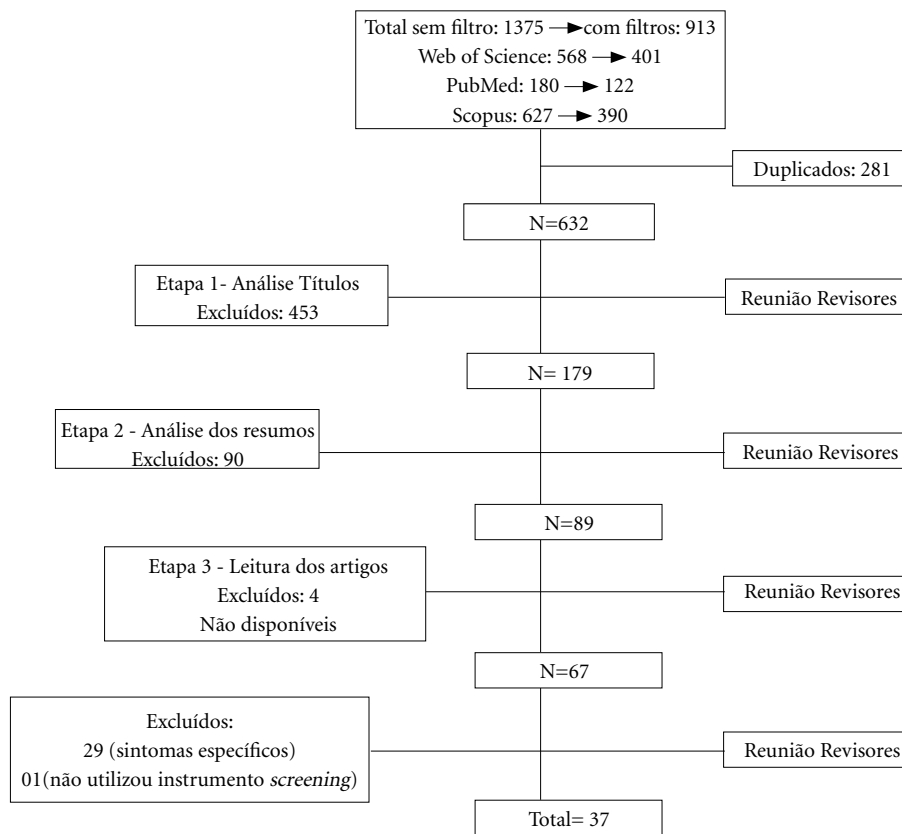 Total sem filtro: 1375 → com filtros: 913
Web of Science: 568 → 401
PubMed: 180 → 122
Scopus: 627 → 390
Duplicados: 281
N=632
Etapa 1- Análise Títulos
Excluídos: 453
Reunião Revisores
N= 179
Etapa 2 - Análise dos resumos
Excluídos: 90
Reunião Revisores
N=89
Etapa 3 - Leitura dos artigos
Excluídos: 4
Não disponíveis
Reunião Revisores
N=67
Excluídos:
29 (sintomas específicos)
01(não utilizou instrumento screening)
Reunião Revisores
Total= 37